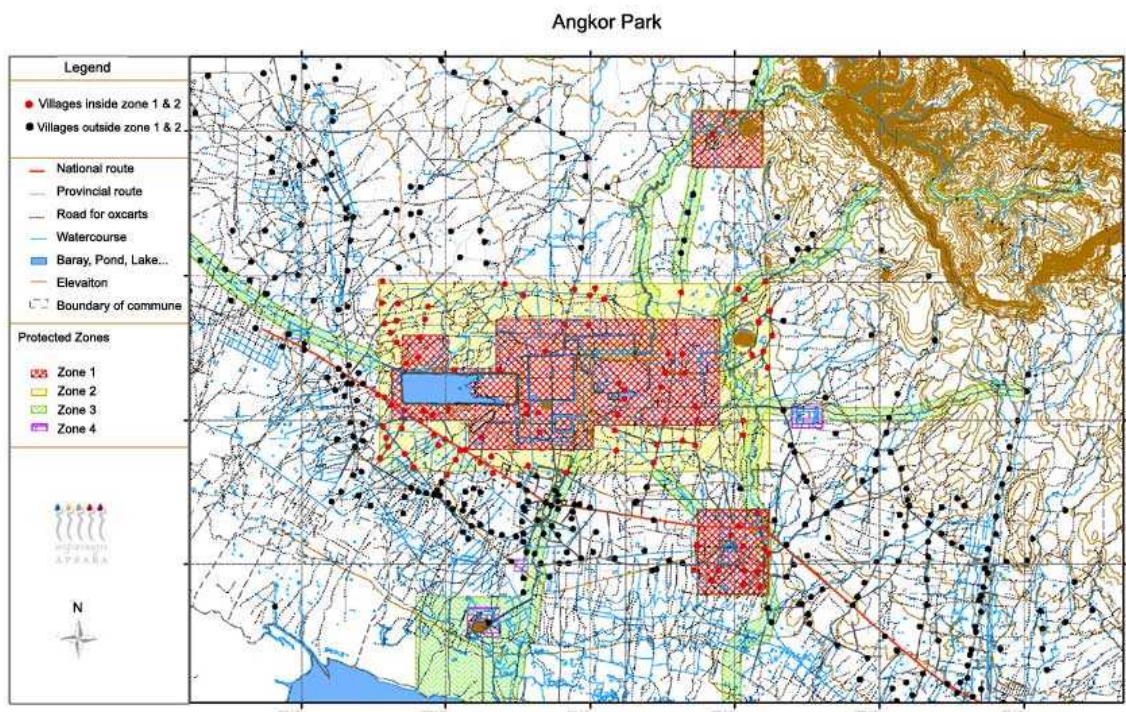 Angkor Park
Legend
Villages inside zone 1 & 2
Villages outside zone 1 & 2
National route
Provincial route
Road for oxcarts
Watercourse
Baray, Pond, Lake...
Elevaiton
Boundary of commune
Protected Zones
Zone 1
Zone 2
Zone 3
Zone 4
APSARA
N